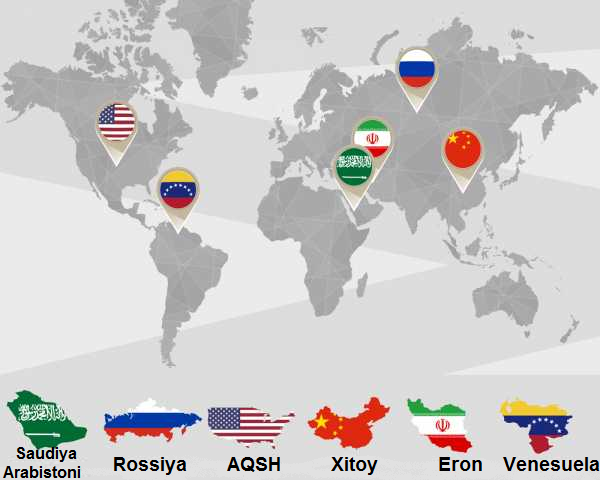 Saudiya
Arabistoni
Rossiya
AQSH
Xitoy
Eron
Venesuela